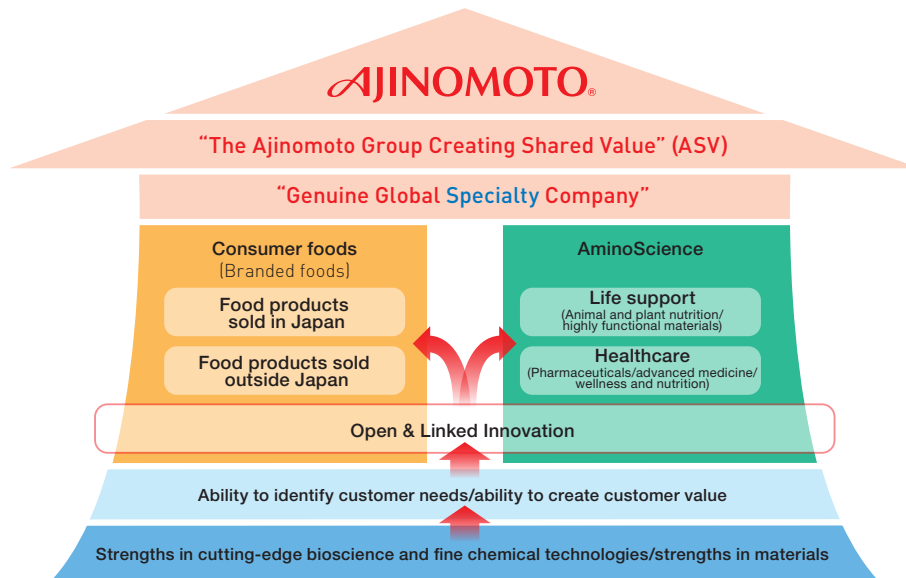 AJINOMOTO®
“The Ajinomoto Group Creating Shared Value” (ASV)
“Genuine Global Specialty Company”
Consumer foods
(Branded foods)
Food products
sold in Japan
Food products sold
outside Japan
AminoScience
Life support
(Animal and plant nutrition/
highly functional materials)
Healthcare
(Pharmaceuticals/advanced medicine/
wellness and nutrition)
Open & Linked Innovation
Ability to identify customer needs/ability to create customer value
Strengths in cutting-edge bioscience and fine chemical technologies/strengths in materials